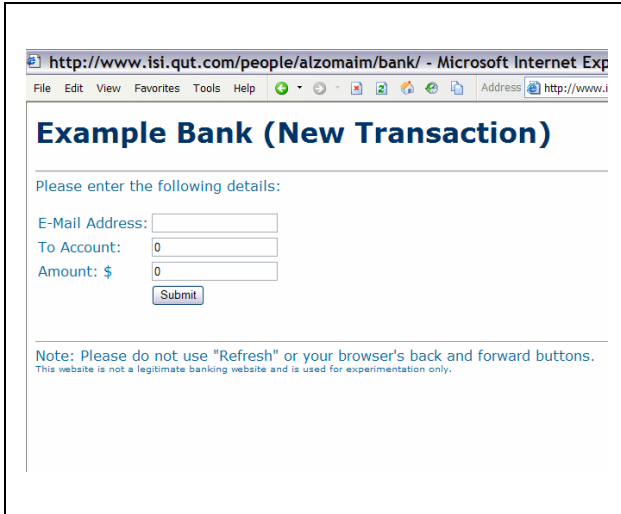 http://www.isi.qut.com/people/alzomaim/bank/ - Microsoft Internet Exp
File Edit View Favorites Tools Help Address http://www.i
Example Bank (New Transaction)
Please enter the following details:
E-Mail Address:
To Account: 0
Amount: $ 0
Submit
Note: Please do not use "Refresh" or your browser's back and forward buttons.
This website is not a legitimate banking website and is used for experimentation only.